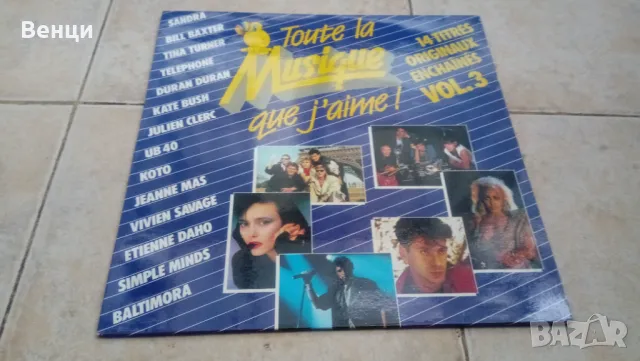 Венци
SANDRA
BILL BAXTER
TINA TURNER
TELEPHONE
DURAN DURAN
KATE BUSH
JULIEN CLERC
UB 40
KOTO
JEANNE MAS
VIVIEN SAVAGE
ETIENNE DAHO
SIMPLE MINDS
BALTIMORA
Toute la
Musique
que j'aime!
14 TITRES
ORIGINAUX
ENCHAINÉS
VOL. 3
BAZAR